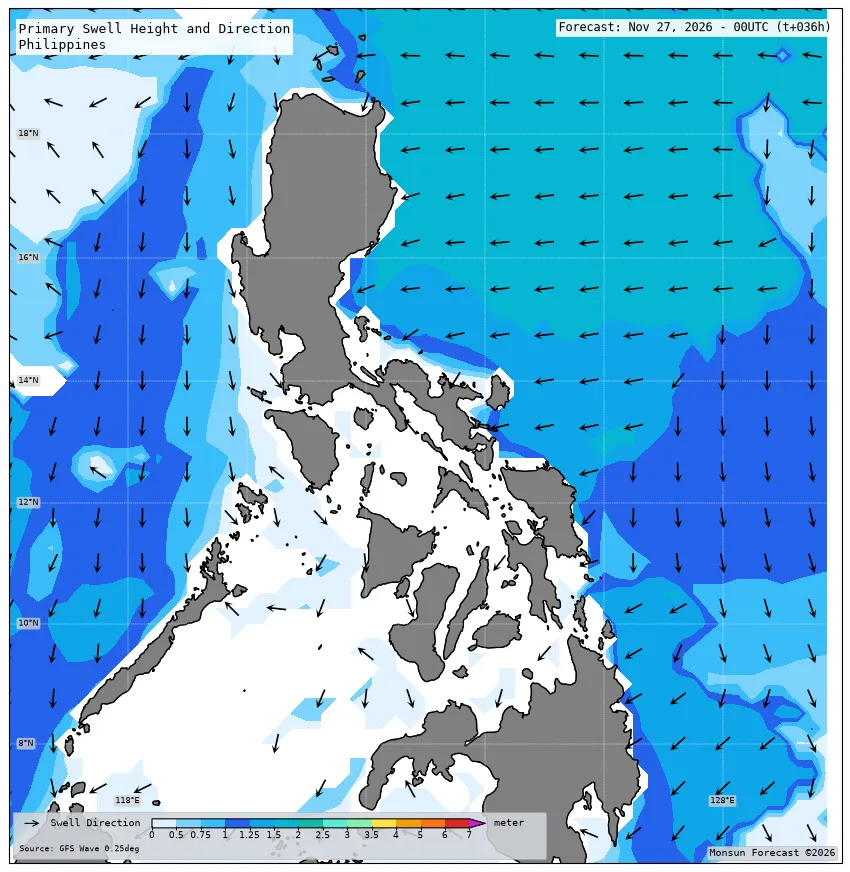 Primary Swell Height and Direction
Philippines
Forecast: Nov 27, 2026 - 00UTC (t+036h)
18°N
16°N
14°N
12°N
10°N
8°N
118°E
128°E
Swell Direction
meter
0 0.5 0.75 1 1.25 1.5 2 2.5 3 3.5 4 5 6 7
Source: GFS Wave 0.25deg
Monsun Forecast ©2026